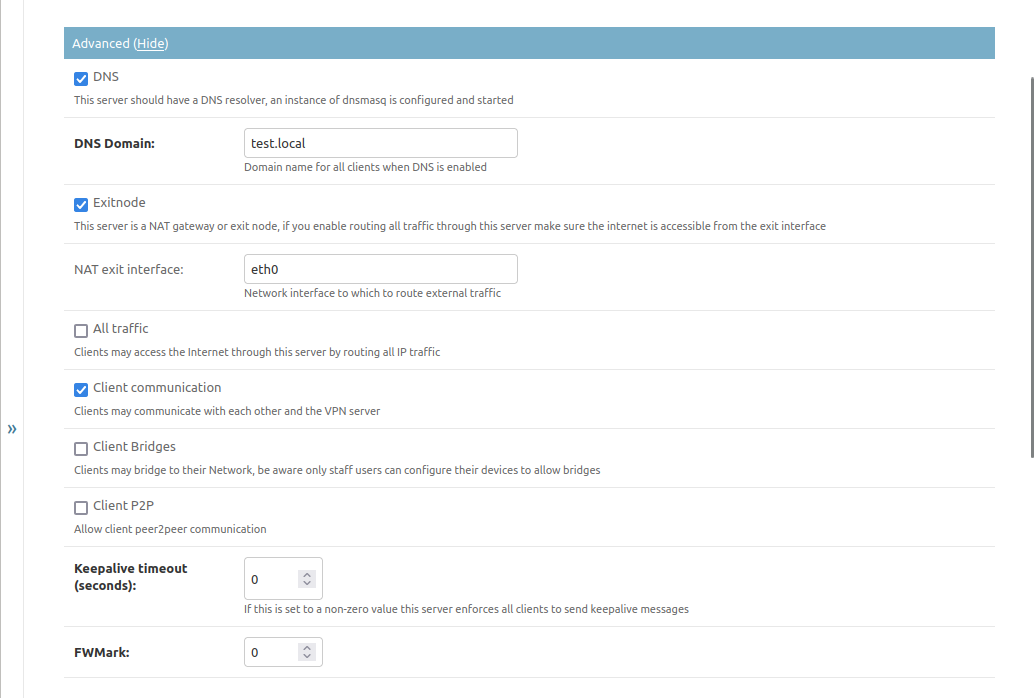 Advanced (Hide)
DNS
This server should have a DNS resolver, an instance of dnsmasq is configured and started
DNS Domain:
test.local
Domain name for all clients when DNS is enabled
Exitnode
This server is a NAT gateway or exit node, if you enable routing all traffic through this server make sure the internet is accessible from the exit interface
NAT exit interface:
eth0
Network interface to which to route external traffic
All traffic
Clients may access the Internet through this server by routing all IP traffic
Client communication
Clients may communicate with each other and the VPN server
»
Client Bridges
Clients may bridge to their Network, be aware only staff users can configure their devices to allow bridges
Client P2P
Allow client peer2peer communication
Keepalive timeout
(seconds):
0
If this is set to a non-zero value this server enforces all clients to send keepalive messages
FWMark:
0